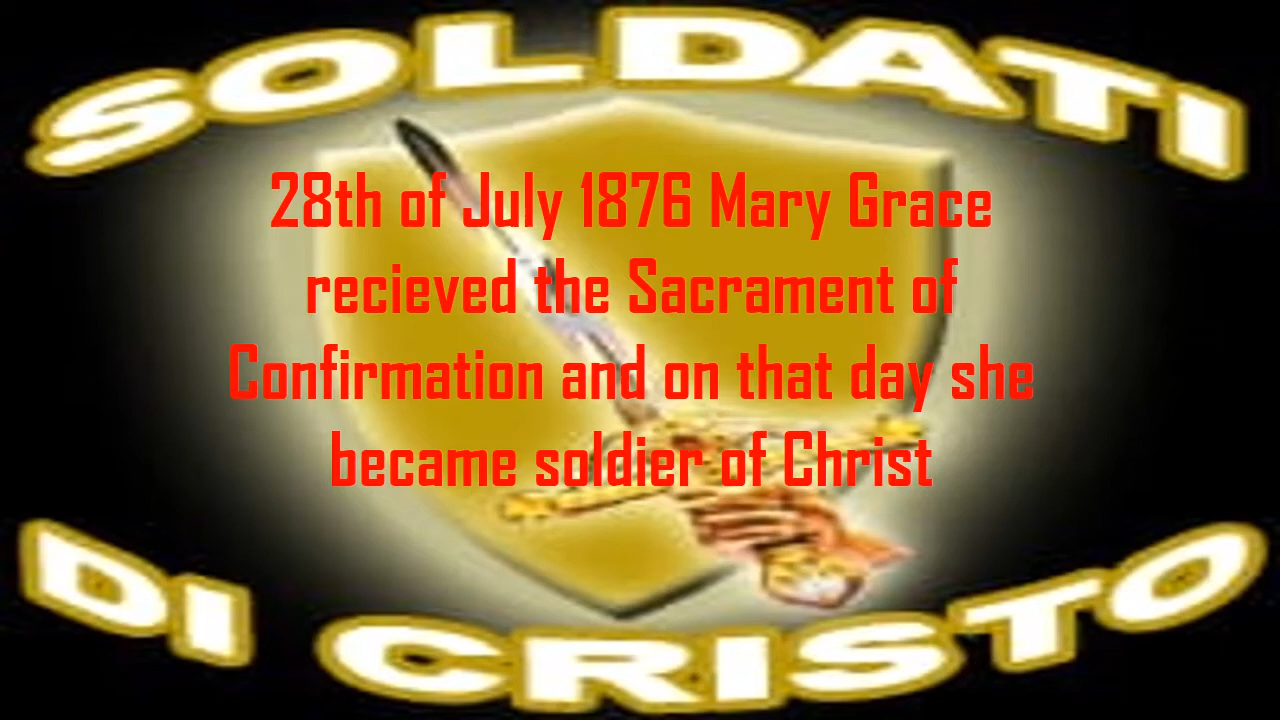 SOLDATI
28th of July 1876 Mary Grace
recieved the Sacrament of
Confirmation and on that day she
became soldier of Christ
DI CRISTO